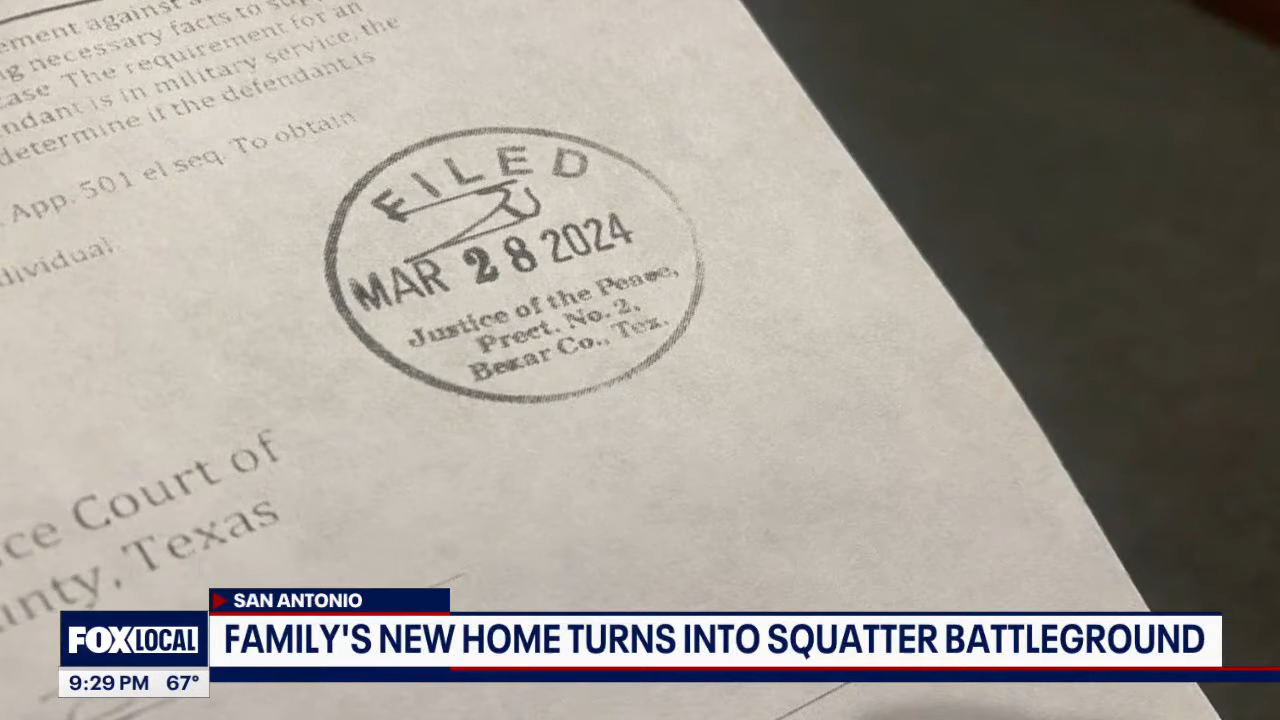 ement against a
ng necessary facts to sup
case. The requirement for an
ndant is in military service, the
determine if the defendant is
App. 501 el seq. To obtain
dividual.
FILED
MAR 28 2024
Justice of the Peace,
Prect. No. 2,
Bexar Co., Tex.
ce Court of
unty, Texas
SAN ANTONIO
FOX LOCAL
FAMILY'S NEW HOME TURNS INTO SQUATTER BATTLEGROUND
9:29 PM 67°